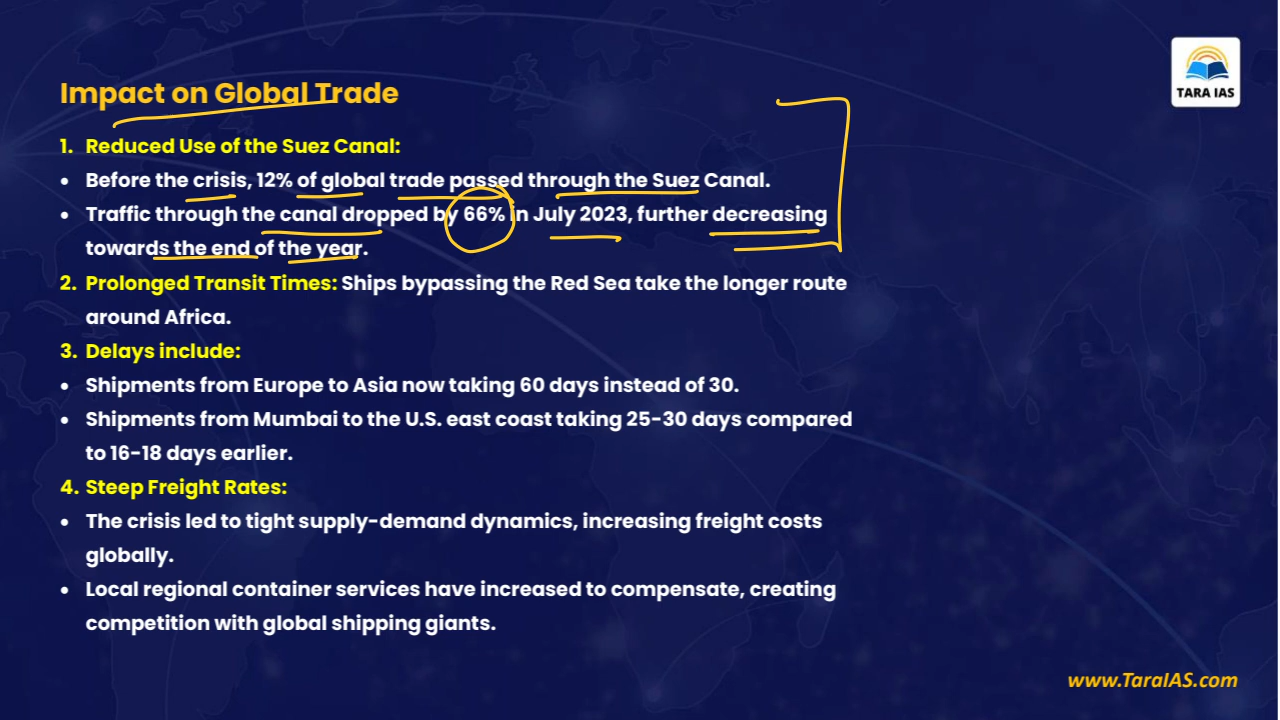 TARA IAS
Impact on Global Trade
1. Reduced Use of the Suez Canal:
• Before the crisis, 12% of global trade passed through the Suez Canal.
• Traffic through the canal dropped by 66% in July 2023, further decreasing
towards the end of the year.
2. Prolonged Transit Times: Ships bypassing the Red Sea take the longer route
around Africa.
3. Delays include:
• Shipments from Europe to Asia now taking 60 days instead of 30.
• Shipments from Mumbai to the U.S. east coast taking 25-30 days compared
to 16-18 days earlier.
4. Steep Freight Rates:
• The crisis led to tight supply-demand dynamics, increasing freight costs
globally.
• Local regional container services have increased to compensate, creating
competition with global shipping giants.
www.TaraIAS.com